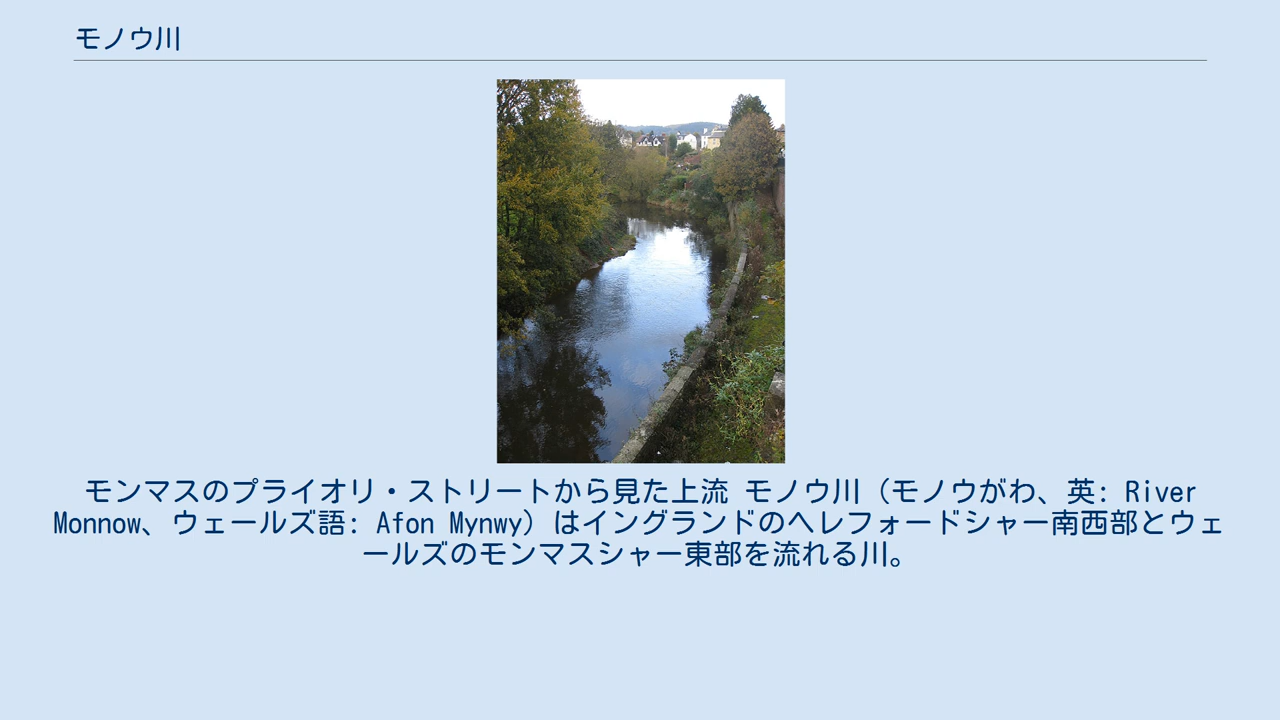 モノウ川
モンマスのプライオリ・ストリートから見た上流 モノウ川（モノウがわ、英: River
Monnow、ウェールズ語: Afon Mynwy）はイングランドのヘレフォードシャー南西部とウェ
ールズのモンマスシャー東部を流れる川。